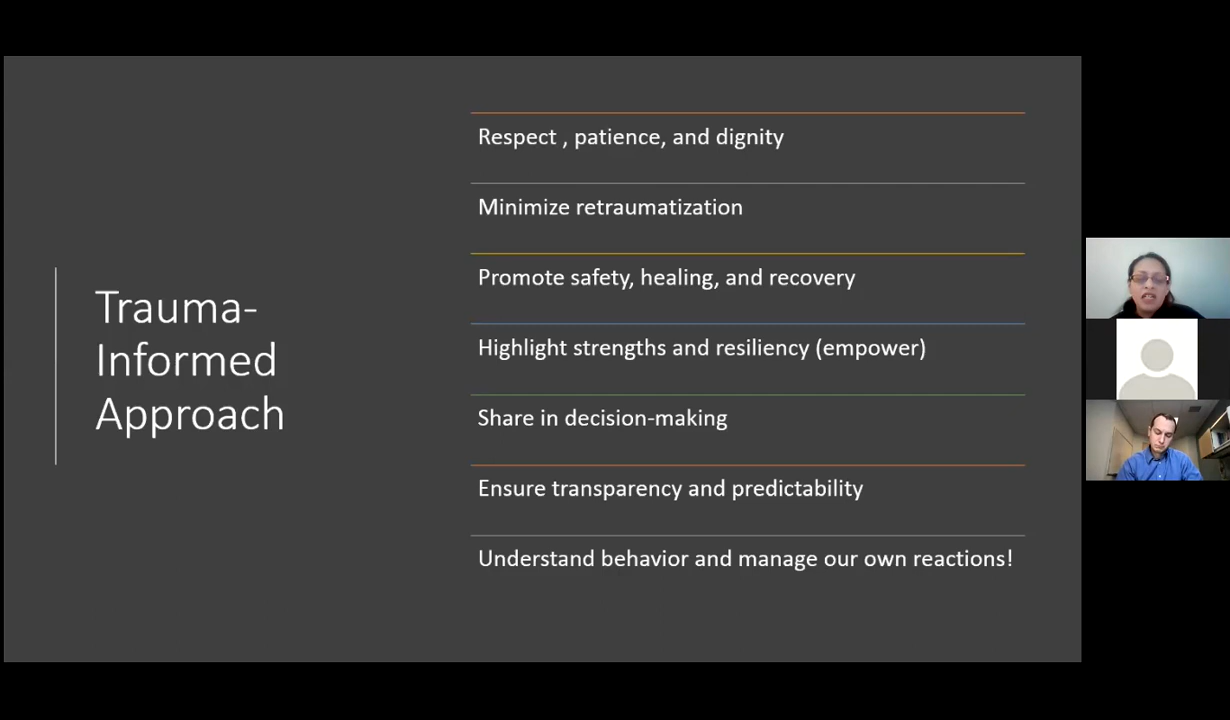 Trauma-
Informed
Approach
Respect , patience, and dignity
Minimize retraumatization
Promote safety, healing, and recovery
Highlight strengths and resiliency (empower)
Share in decision-making
Ensure transparency and predictability
Understand behavior and manage our own reactions!